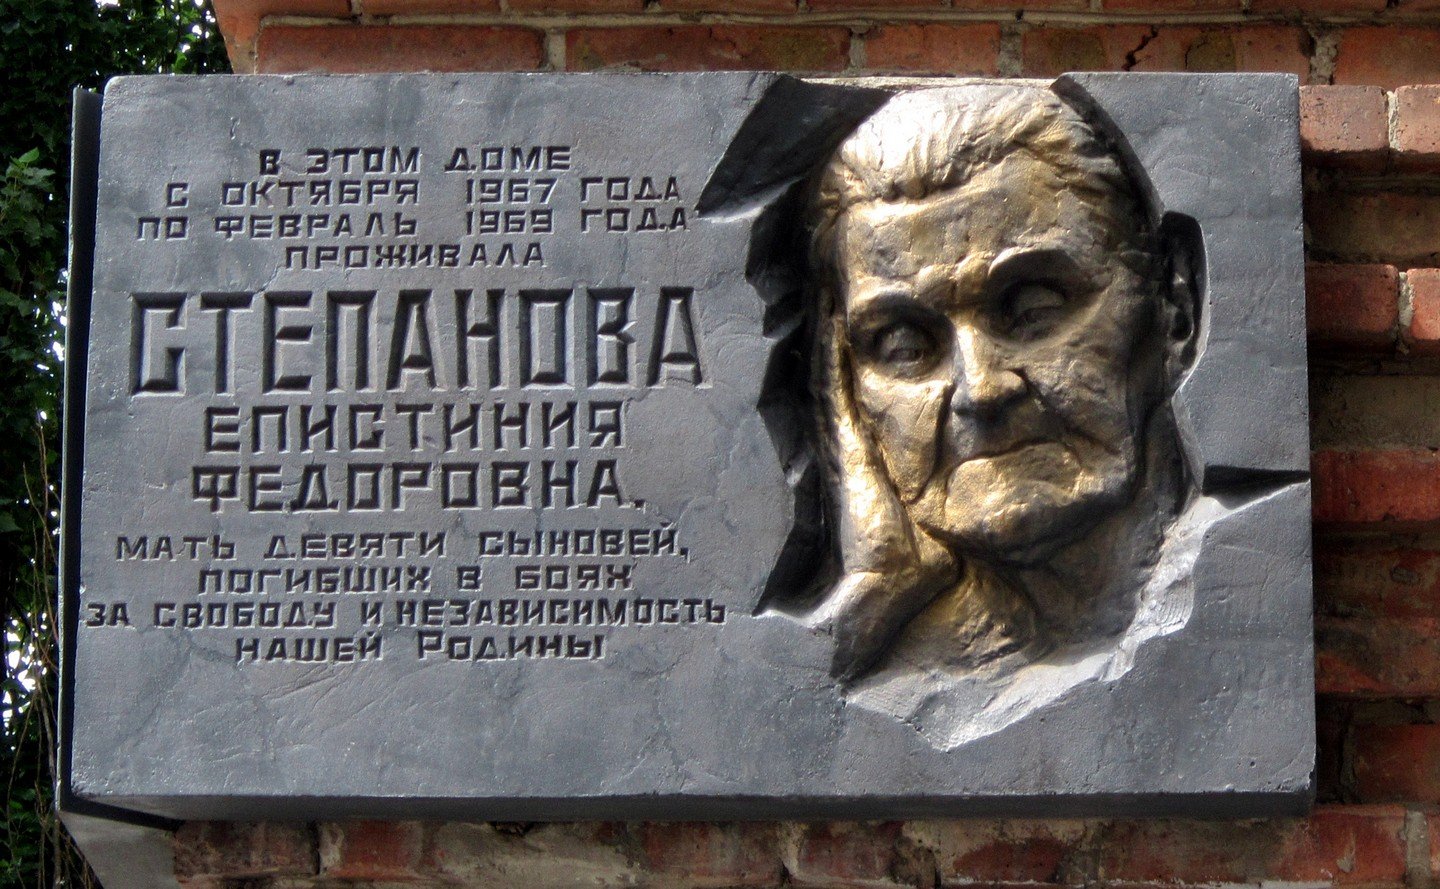 В ЭТОМ ДОМЕ
С ОКТЯБРЯ 1967 ГОДА
ПО ФЕВРАЛЬ 1969 ГОДА
ПРОЖИВАЛА
СТЕПАНОВА
ЕПИСТИНИЯ
ФЕДОРОВНА,
МАТЬ ДЕВЯТИ СЫНОВЕЙ,
ПОГИБШИХ В БОЯХ
ЗА СВОБОДУ И НЕЗАВИСИМОСТЬ
НАШЕЙ РОДИНЫ